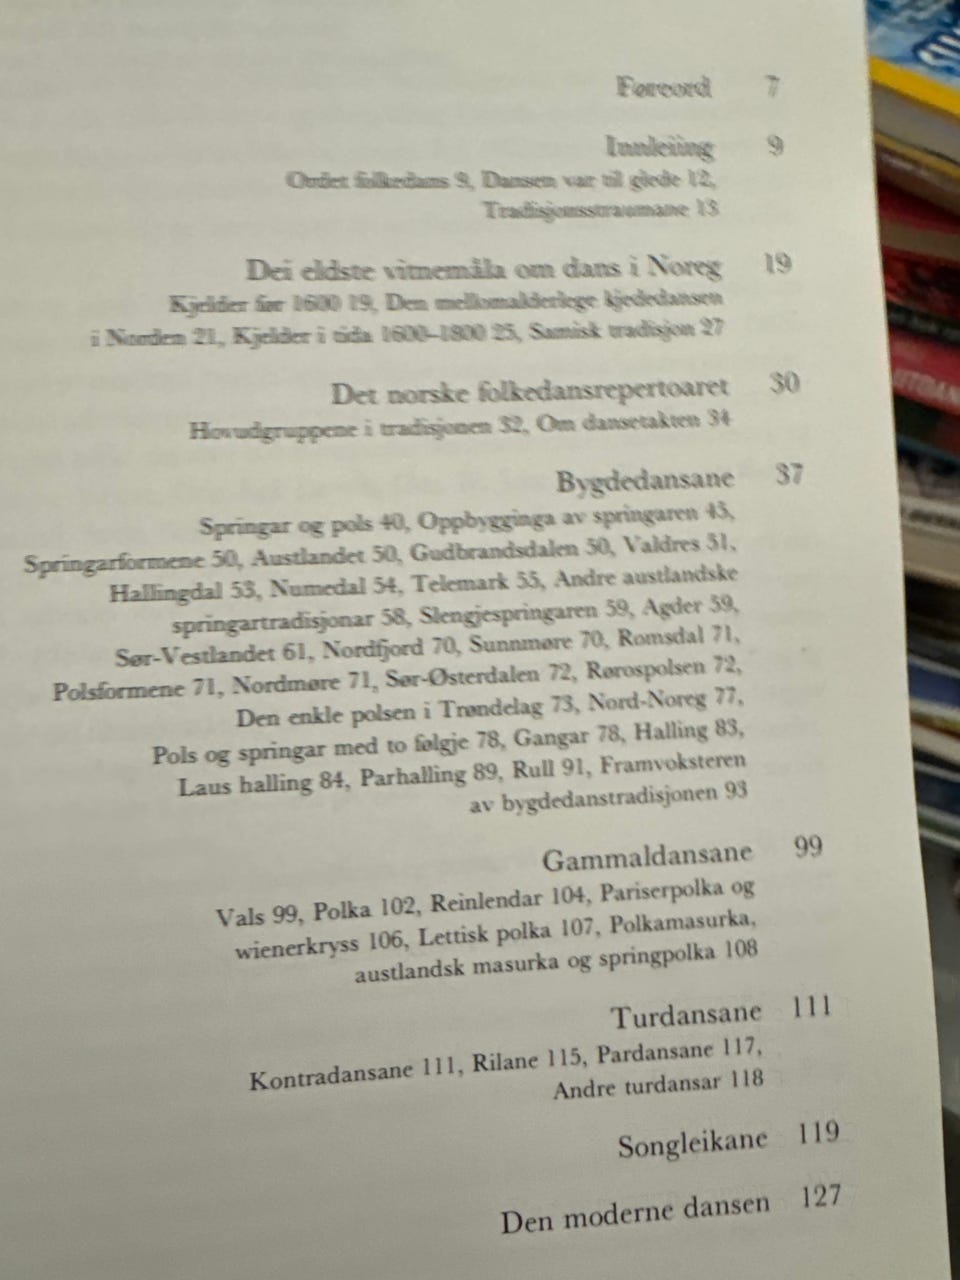 Forord 7
Innleiing 9
Ordet folkedans 9, Dansen var til glede 12,
Tradisjonsstraumane 13
Dei eldste vitnemåla om dans i Noreg 19
Kjelder før 1600 19, Den mellomalderlege kjededansen
i Norden 21, Kjelder i tida 1600–1800 25, Samisk tradisjon 27
Det norske folkedansrepertoaret 30
Hovudgruppene i tradisjonen 32, Om dansetakten 34
Bygdedansane 37
Springar og pols 40, Oppbygginga av springaren 45,
Springarformene 50, Austlandet 50, Gudbrandsdalen 50, Valdres 51,
Hallingdal 53, Numedal 54, Telemark 55, Andre austlandske
springartradisjonar 58, Slengjespringaren 59, Agder 59,
Sør-Vestlandet 61, Nordfjord 70, Sunnmøre 70, Romsdal 71,
Polsformene 71, Nordmøre 71, Sør-Østerdalen 72, Rørospolsen 72,
Den enkle polsen i Trøndelag 73, Nord-Noreg 77,
Pols og springar med to følgje 78, Gangar 78, Halling 83,
Laus halling 84, Parhalling 89, Rull 91, Framvoksteren
av bygdedanstradisjonen 93
Gammaldansane 99
Vals 99, Polka 102, Reinlendar 104, Pariserpolka og
wienerkryss 106, Lettisk polka 107, Polkamasurka,
austlandsk masurka og springpolka 108
Turdansane 111
Kontradansane 111, Rilane 115, Pardansane 117,
Andre turdansar 118
Songleikane 119
Den moderne dansen 127